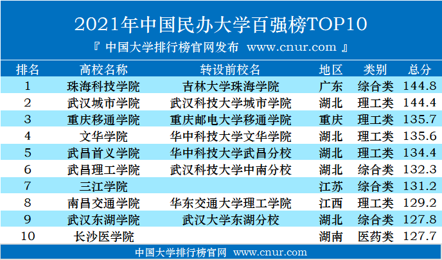 2021年中国民办大学百强榜TOP10
『 中国大学排行榜官网发布 www.cnur.com 』
排名 高校名称 转设前校名 地区 类别 总分
1 珠海科技学院 吉林大学珠海学院 广东 综合类 144.8
2 武汉城市学院 武汉科技大学城市学院 湖北 理工类 144.4
3 重庆移通学院 重庆邮电大学移通学院 重庆 理工类 135.7
4 文华学院 华中科技大学文华学院 湖北 理工类 135.6
5 武昌首义学院 华中科技大学武昌分校 湖北 综合类 134.4
6 武昌理工学院 武汉科技大学中南分校 湖北 综合类 132.3
7 三江学院 江苏 综合类 131.2
8 南昌交通学院 华东交通大学理工学院 江西 理工类 129.2
9 武汉东湖学院 武汉大学东湖分校 湖北 综合类 127.8
10 长沙医学院 湖南 医药类 127.7
中国大学排行榜官网 www.cnur.com